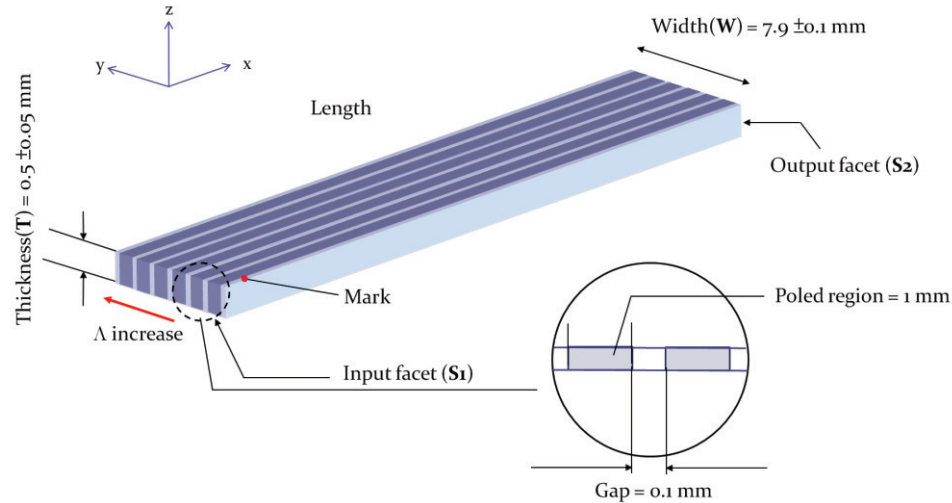 z
y
x
Width(W) = 7.9 ±0.1 mm
Length
Thickness(T) = 0.5 ±0.05 mm
Output facet (S2)
Mark
Λ increase
Input facet (S1)
Poled region = 1 mm
Gap = 0.1 mm